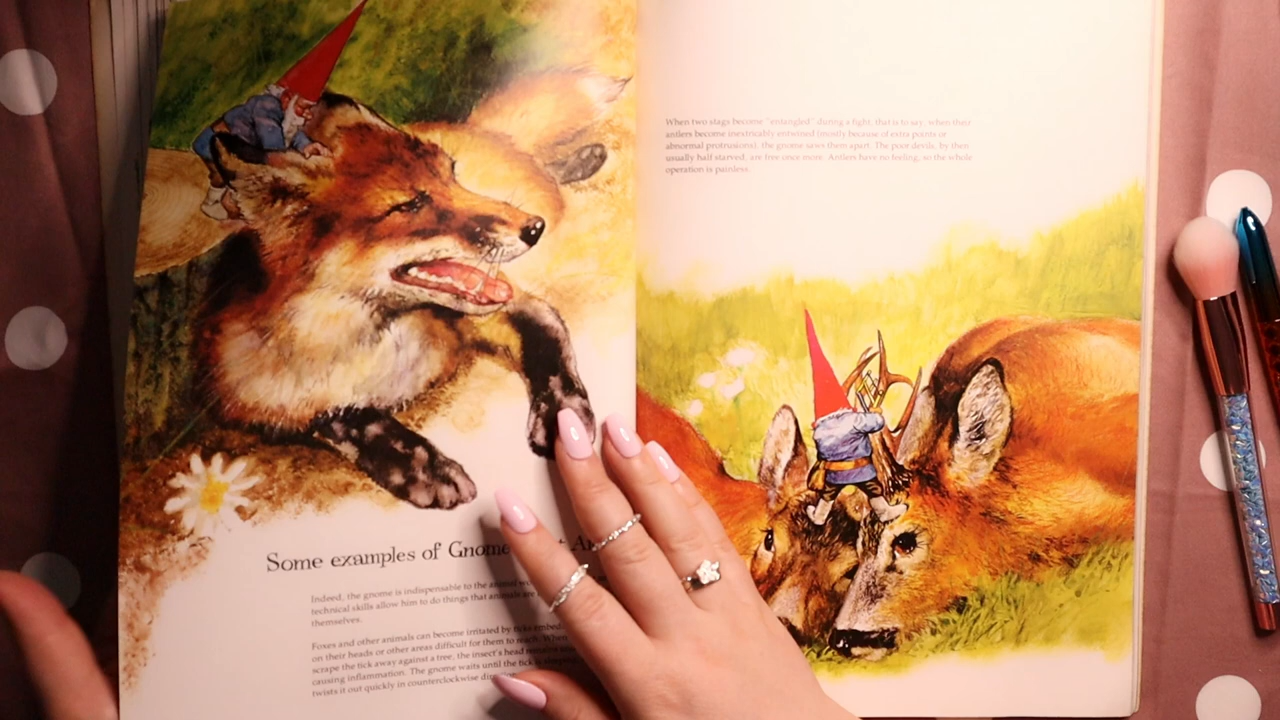 Some examples of Gnome
Indeed, the gnome is indispensable to the animal
technical skills allow him to do things that animals are
themselves.
Foxes and other animals can become irritated by ticks
on their heads or other areas difficult for them to reach. When
scrape the tick away against a tree, the insect's head
causing inflammation. The gnome waits until the tick is
twists it out quickly in counterclockwise
When two stags become "entangled" during a fight, that is to say, when their
antlers become inextricably entwined (mostly because of extra points or
abnormal protrusions), the gnome saws them apart. The poor devils, by then
usually half starved, are free once more. Antlers have no feeling, so the whole
operation is painless.